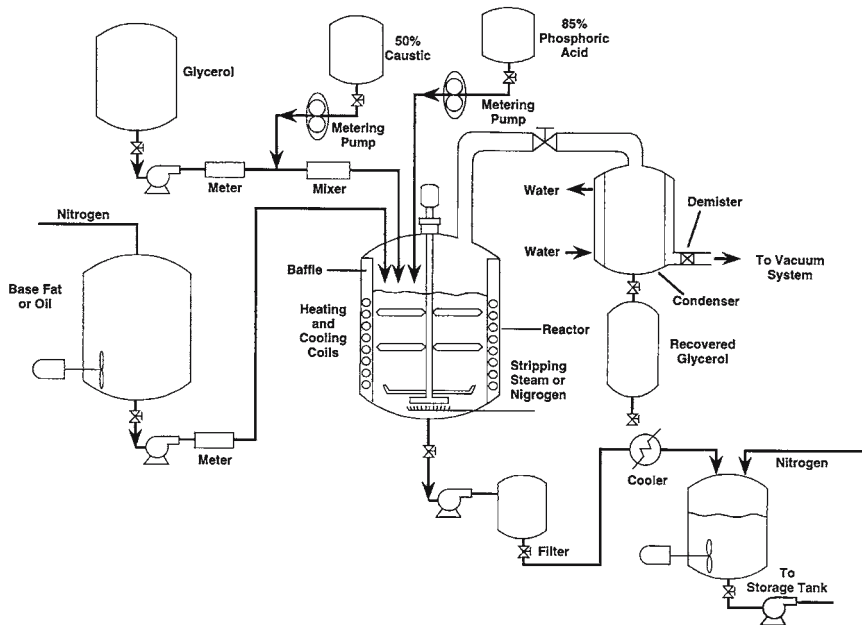 Glycerol
50%
Caustic
85%
Phosphoric
Acid
Metering
Pump
Metering
Pump
Meter
Mixer
Nitrogen
Water
Demister
Water
To Vacuum
System
Base Fat
or Oil
Baffle
Condenser
Heating
and
Cooling
Coils
Reactor
Recovered
Glycerol
Stripping
Steam or
Nigrogen
Meter
Cooler
Nitrogen
Filter
To
Storage Tank